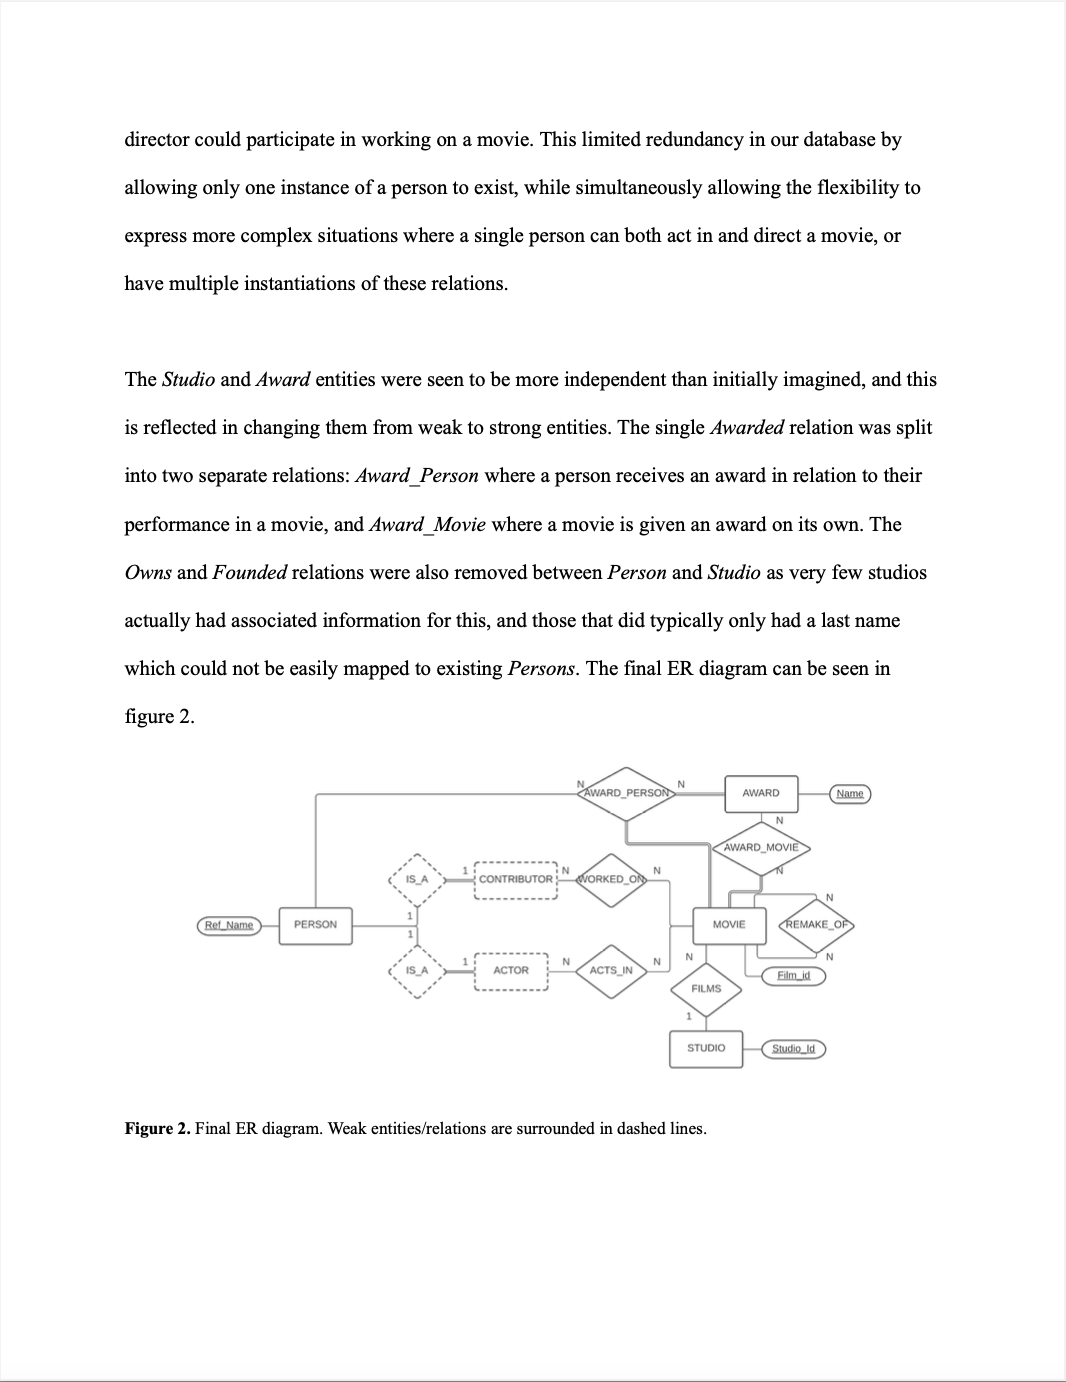 director could participate in working on a movie. This limited redundancy in our database by
allowing only one instance of a person to exist, while simultaneously allowing the flexibility to
express more complex situations where a single person can both act in and direct a movie, or
have multiple instantiations of these relations.
The Studio and Award entities were seen to be more independent than initially imagined, and this
is reflected in changing them from weak to strong entities. The single Awarded relation was split
into two separate relations: Award_Person where a person receives an award in relation to their
performance in a movie, and Award_Movie where a movie is given an award on its own. The
Owns and Founded relations were also removed between Person and Studio as very few studios
actually had associated information for this, and those that did typically only had a last name
which could not be easily mapped to existing Persons. The final ER diagram can be seen in
figure 2.
N
AWARD_PERSON
N
AWARD
Name
N
AWARD_MOVIE
N
IS_A
1
CONTRIBUTOR
N
WORKED_ON
N
1
Ref_Name
PERSON
1
MOVIE
N
REMAKE_OF
N
IS_A
1
ACTOR
N
ACTS_IN
N
N
Film_id
FILMS
1
STUDIO
Studio_Id
Figure 2. Final ER diagram. Weak entities/relations are surrounded in dashed lines.